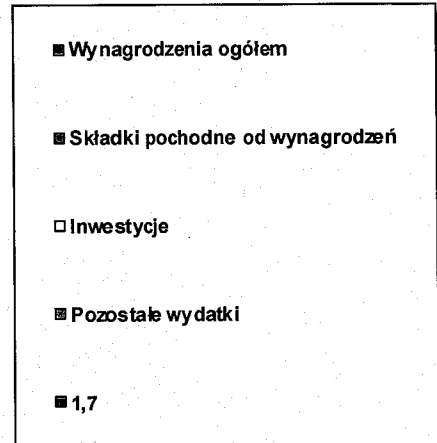 Wynagrodzenia ogółem
Składki pochodne od wynagrodzeń
Inwestycje
Pozostałe wydatki
1,7